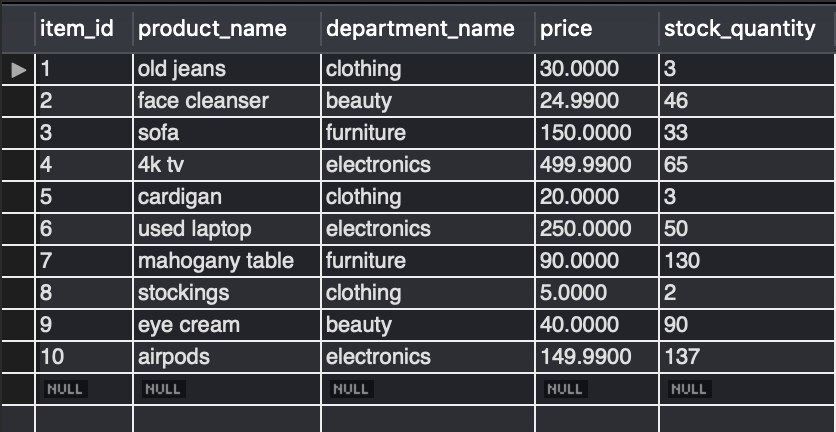 item_id product_name department_name price stock_quantity
1 old jeans clothing 30.0000 3
2 face cleanser beauty 24.9900 46
3 sofa furniture 150.0000 33
4 4k tv electronics 499.9900 65
5 cardigan clothing 20.0000 3
6 used laptop electronics 250.0000 50
7 mahogany table furniture 90.0000 130
8 stockings clothing 5.0000 2
9 eye cream beauty 40.0000 90
10 airpods electronics 149.9900 137
NULL NULL NULL NULL NULL